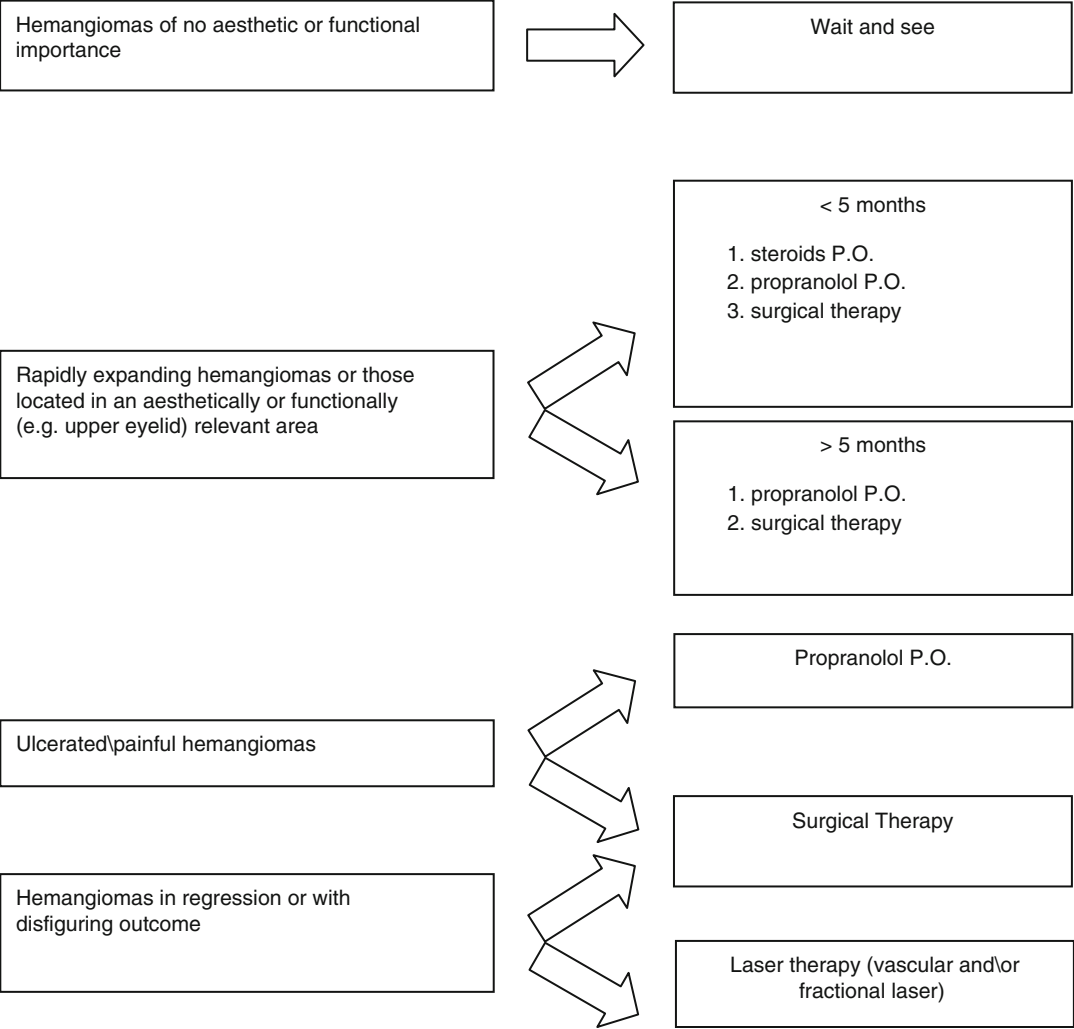 Hemangiomas of no aesthetic or functional
importance
Wait and see
Rapidly expanding hemangiomas or those
located in an aesthetically or functionally
(e.g. upper eyelid) relevant area
< 5 months
1. steroids P.O.
2. propranolol P.O.
3. surgical therapy
> 5 months
1. propranolol P.O.
2. surgical therapy
Ulcerated\painful hemangiomas
Propranolol P.O.
Surgical Therapy
Hemangiomas in regression or with
disfiguring outcome
Laser therapy (vascular and\or
fractional laser)